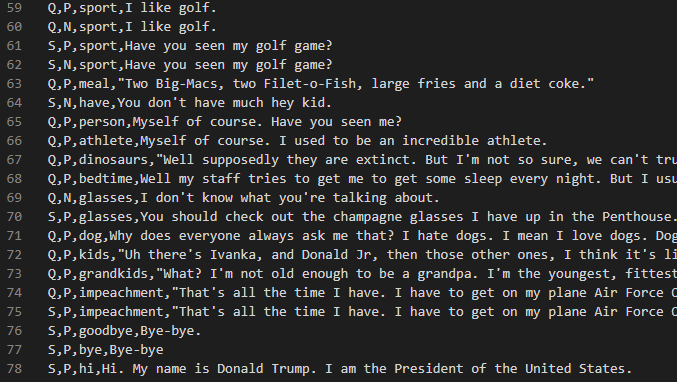 59 Q,P,sport,I like golf.
60 Q,N,sport,I like golf.
61 S,P,sport,Have you seen my golf game?
62 S,N,sport,Have you seen my golf game?
63 Q,P,meal,"Two Big-Macs, two Filet-o-Fish, large fries and a diet coke."
64 S,N,have,You don't have much hey kid.
65 Q,P,person,Myself of course. Have you seen me?
66 Q,P,athlete,Myself of course. I used to be an incredible athlete.
67 Q,P,dinosaurs,"Well supposedly they are extinct. But I'm not so sure, we can't tru
68 Q,P,bedtime,Well my staff tries to get me to get some sleep every night. But I usu
69 Q,N,glasses,I don't know what you're talking about.
70 S,P,glasses,You should check out the champagne glasses I have up in the Penthouse.
71 Q,P,dog,Why does everyone always ask me that? I hate dogs. I mean I love dogs. Dog
72 Q,P,kids,"Uh there's Ivanka, and Donald Jr, then those other ones, I think it's li
73 Q,P,grandkids,"What? I'm not old enough to be a grandpa. I'm the youngest, fittest
74 Q,P,impeachment,"That's all the time I have. I have to get on my plane Air Force
75 S,P,impeachment,"That's all the time I have. I have to get on my plane Air Force
76 S,P,goodbye,Bye-bye.
77 S,P,bye,Bye-bye
78 S,P,hi,Hi. My name is Donald Trump. I am the President of the United States.